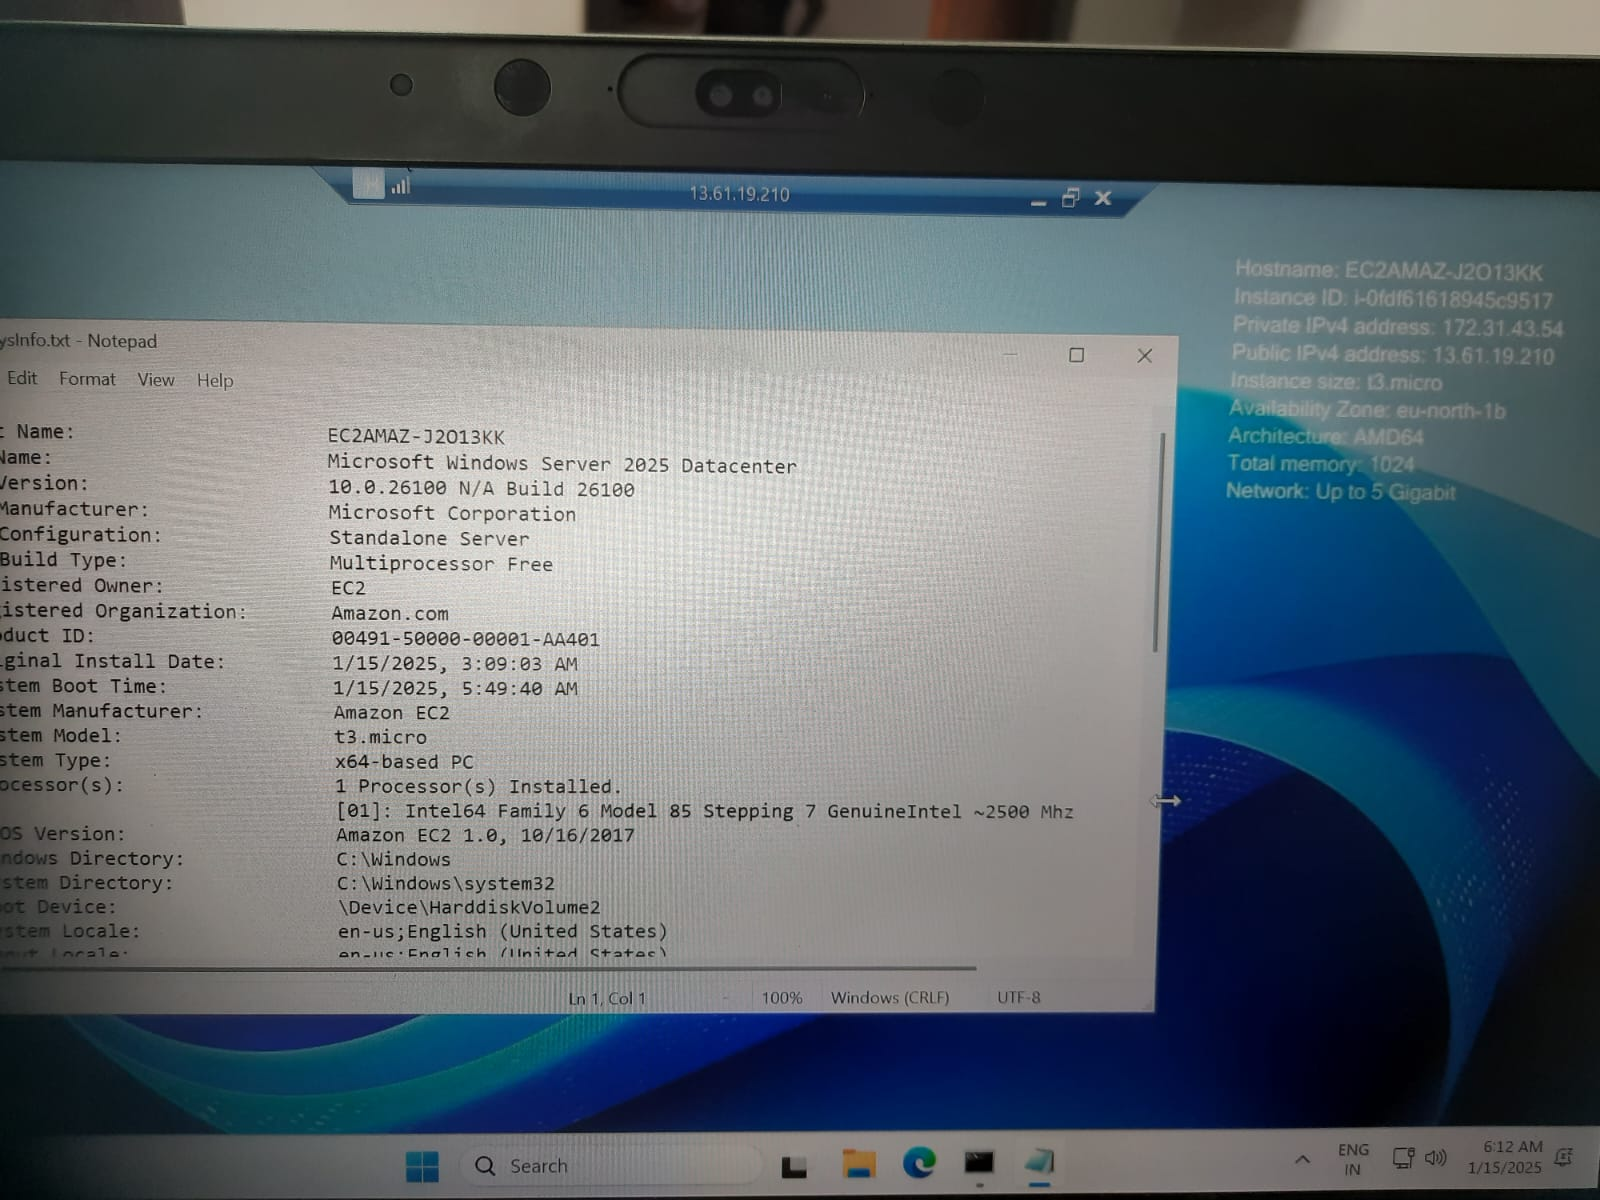 13.61.19.210
Hostname: EC2AMAZ-J2O13KK
Instance ID: i-0fdf61618945c9517
Private IPv4 address: 172.31.43.54
Public IPv4 address: 13.61.19.210
Instance size: t3.micro
Availability Zone: eu-north-1b
Architecture: AMD64
Total memory: 1024
Network: Up to 5 Gigabit
ysInfo.txt - Notepad
Edit Format View Help
t Name: EC2AMAZ-J2O13KK
Name: Microsoft Windows Server 2025 Datacenter
Version: 10.0.26100 N/A Build 26100
Manufacturer: Microsoft Corporation
Configuration: Standalone Server
Build Type: Multiprocessor Free
istered Owner: EC2
istered Organization: Amazon.com
duct ID: 00491-50000-00001-AA401
ginal Install Date: 1/15/2025, 3:09:03 AM
stem Boot Time: 1/15/2025, 5:49:40 AM
stem Manufacturer: Amazon EC2
stem Model: t3.micro
stem Type: x64-based PC
ocessor(s): 1 Processor(s) Installed.
[01]: Intel64 Family 6 Model 85 Stepping 7 GenuineIntel ~2500 Mhz
OS Version: Amazon EC2 1.0, 10/16/2017
ndows Directory: C:\Windows
stem Directory: C:\Windows\system32
ot Device: \Device\HarddiskVolume2
stem Locale: en-us;English (United States)
put Locale: en-us;English (United States)
Ln 1, Col 1 100% Windows (CRLF) UTF-8
Search
ENG
IN
6:12 AM
1/15/2025